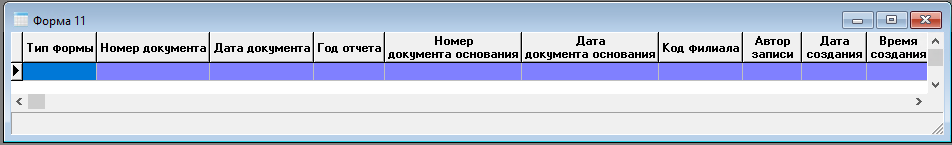 Форма 11
Тип формы Номер документа Дата документа Год отчета Номер документа основания Дата документа основания Код филиала Автор записи Дата создания Время создания